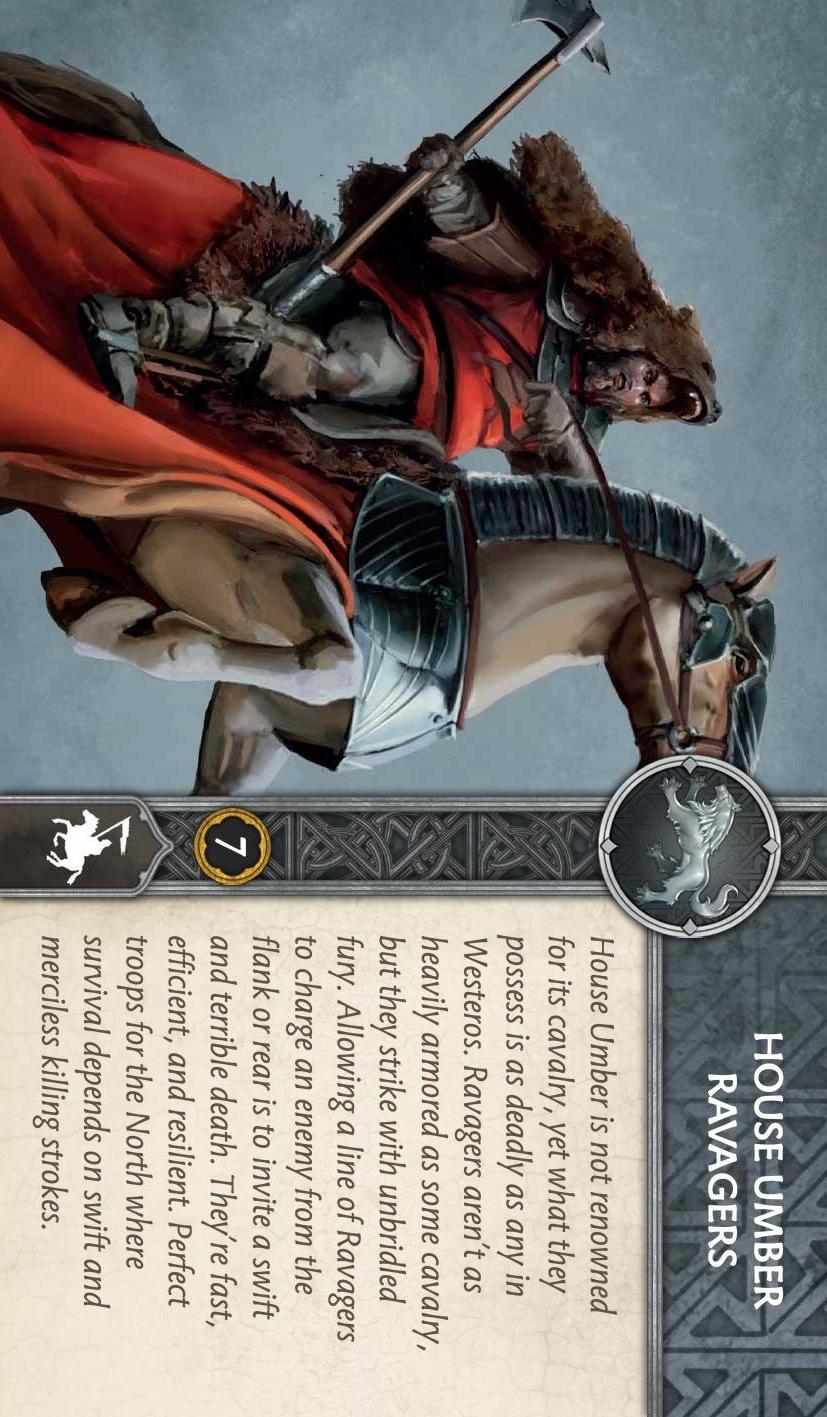 HOUSE UMBER
RAVAGERS
House Umber is not renowned
for its cavalry, yet what they
possess is as deadly as any in
Westeros. Ravagers aren't as
heavily armored as some cavalry,
but they strike with unbridled
fury. Allowing a line of Ravagers
to charge an enemy from the
flank or rear is to invite a swift
and terrible death. They're fast,
efficient, and resilient. Perfect
troops for the North where
survival depends on swift and
merciless killing strokes.
7